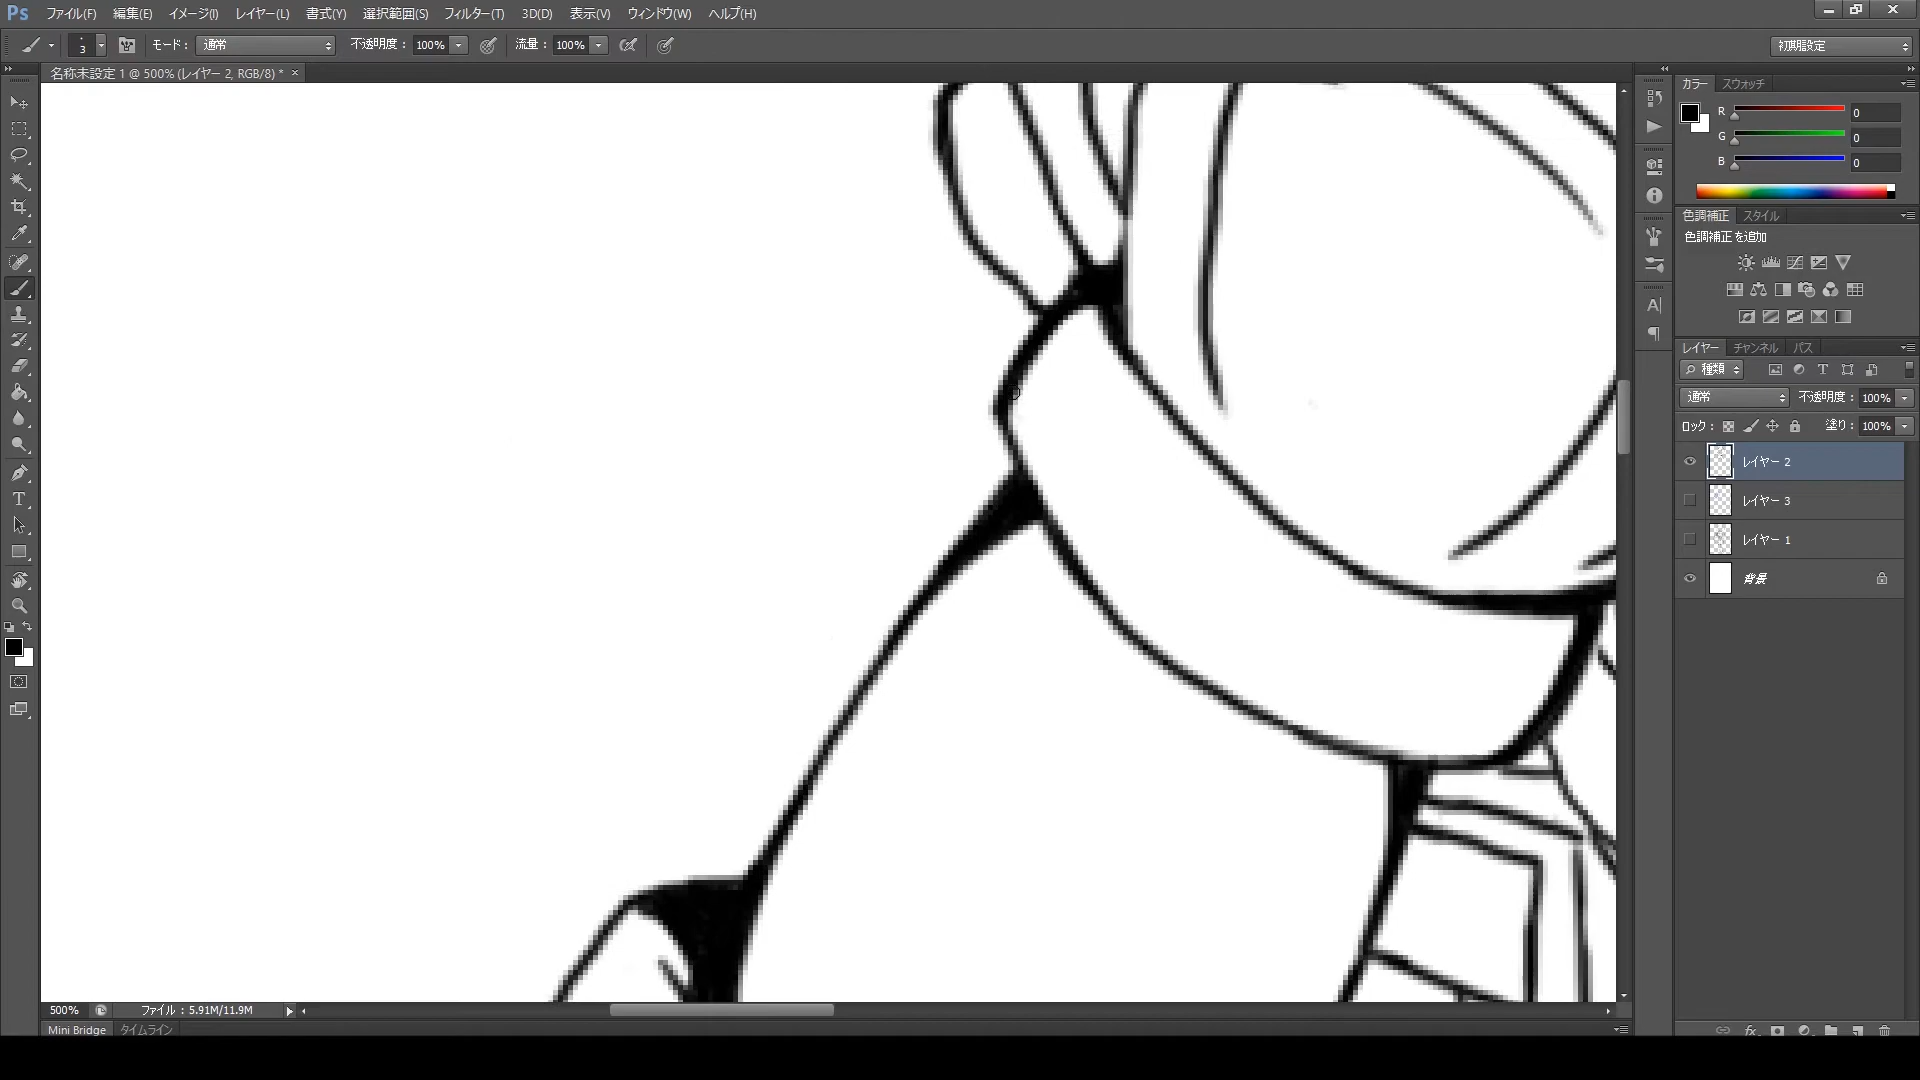 Ps ファイル(F) 編集(E) イメージ(I) レイヤー(L) 書式(Y) 選択範囲(S) フィルター(T) 3D(D) 表示(V) ウィンドウ(W) ヘルプ(H)
3 モード: 通常 不透明度: 100% 流量: 100% 初期設定
名称未設定 1 @ 500% (レイヤー 2, RGB/8) * ×
カラー スウォッチ
R 0
G 0
B 0
色調補正 スタイル
色調補正を追加
レイヤー チャンネル パス
種類
通常 不透明度: 100%
ロック: 塗り: 100%
レイヤー 2
レイヤー 3
レイヤー 1
背景
500% ファイル: 5.91M/11.9M
Mini Bridge タイムライン